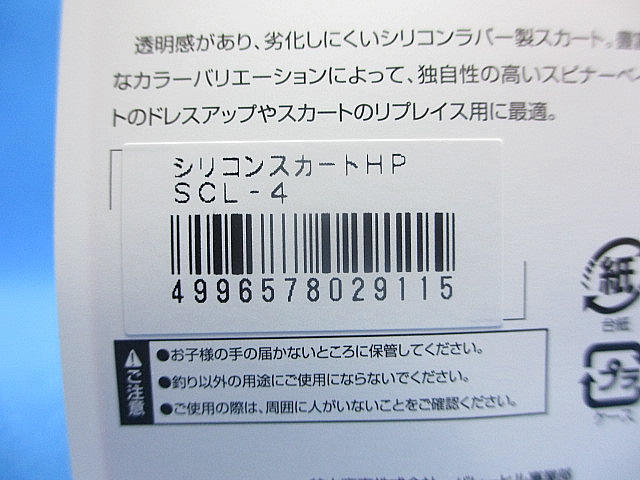 透明感があり、劣化しにくいシリコンラバー製スカート。豊富
なカラーバリエーションによって、独自性の高いスピナーベイ
トのドレスアップやスカートのリプレイス用に最適。
シリコンスカートHP
SCL-4
4996578029115
ご注意
●お子様の手の届かないところに保管してください。
●釣り以外の用途にご使用にならないでください。
●ご使用の際は、周囲に人がいないことをご確認ください。
紙
台紙
プラ
ケース